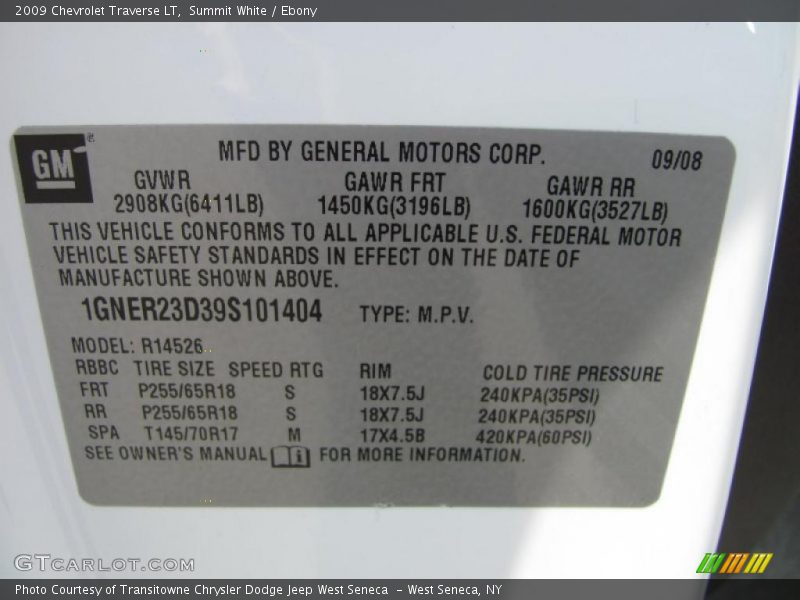 2009 Chevrolet Traverse LT, Summit White / Ebony
GM® MFD BY GENERAL MOTORS CORP. 09/08
GVWR GAWR FRT GAWR RR
2908KG(6411LB) 1450KG(3196LB) 1600KG(3527LB)
THIS VEHICLE CONFORMS TO ALL APPLICABLE U.S. FEDERAL MOTOR
VEHICLE SAFETY STANDARDS IN EFFECT ON THE DATE OF
MANUFACTURE SHOWN ABOVE.
1GNER23D39S101404 TYPE: M.P.V.
MODEL: R14526
RBBC TIRE SIZE SPEED RTG RIM COLD TIRE PRESSURE
FRT P255/65R18 S 18X7.5J 240KPA(35PSI)
RR P255/65R18 S 18X7.5J 240KPA(35PSI)
SPA T145/70R17 M 17X4.5B 420KPA(60PSI)
SEE OWNER'S MANUAL FOR MORE INFORMATION.
GTCARLOT.COM
Photo Courtesy of Transitowne Chrysler Dodge Jeep West Seneca - West Seneca, NY